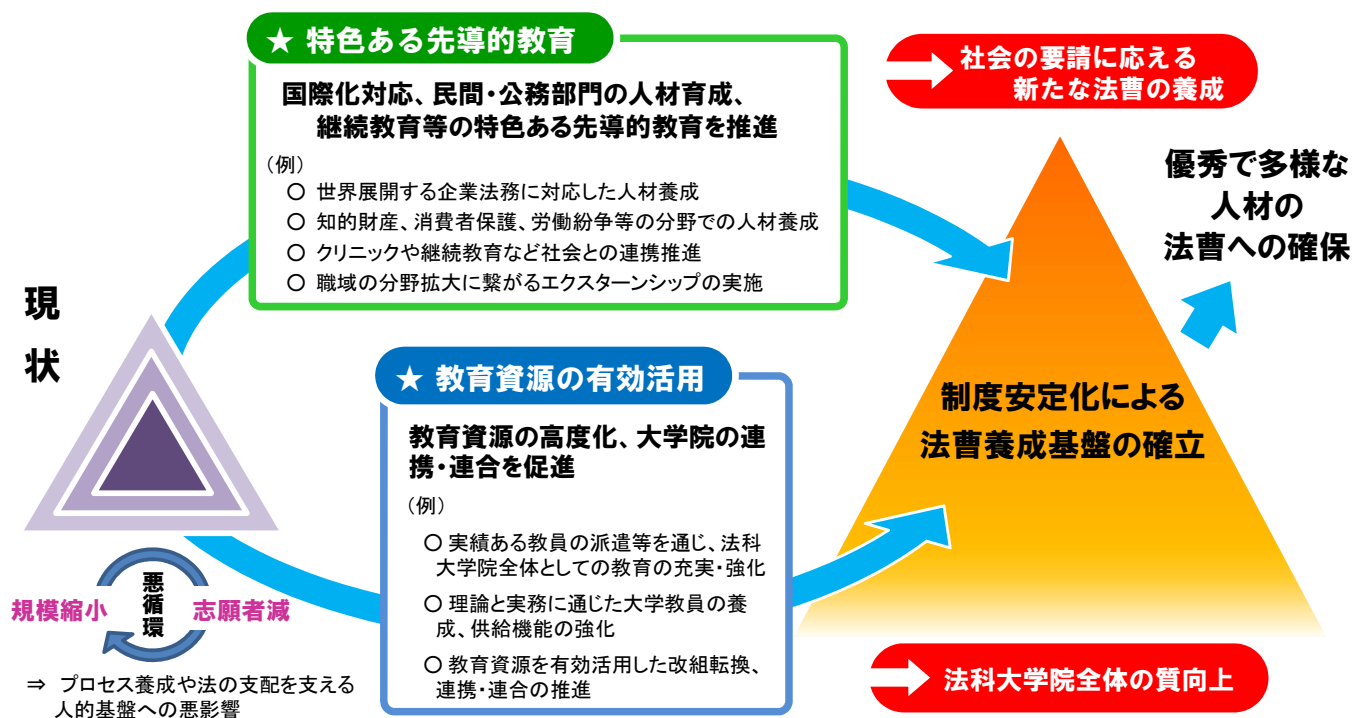 ★ 特色ある先導的教育
国際化対応、民間・公務部門の人材育成、
継続教育等の特色ある先導的教育を推進
(例)
○ 世界展開する企業法務に対応した人材養成
○ 知的財産、消費者保護、労働紛争等の分野での人材養成
○ クリニックや継続教育など社会との連携推進
○ 職域の分野拡大に繋がるエクスターンシップの実施
社会の要請に応える
新たな法曹の養成
優秀で多様な
人材の
法曹への確保
現
状
★ 教育資源の有効活用
教育資源の高度化、大学院の連
携・連合を促進
(例)
○ 実績ある教員の派遣等を通じ、法科
大学院全体としての教育の充実・強化
○ 理論と実務に通じた大学教員の養
成、供給機能の強化
○ 教育資源を有効活用した改組転換、
連携・連合の推進
制度安定化による
法曹養成基盤の確立
規模縮小
悪循環
志願者減
⇒ プロセス養成や法の支配を支える
人的基盤への悪影響
法科大学院全体の質向上